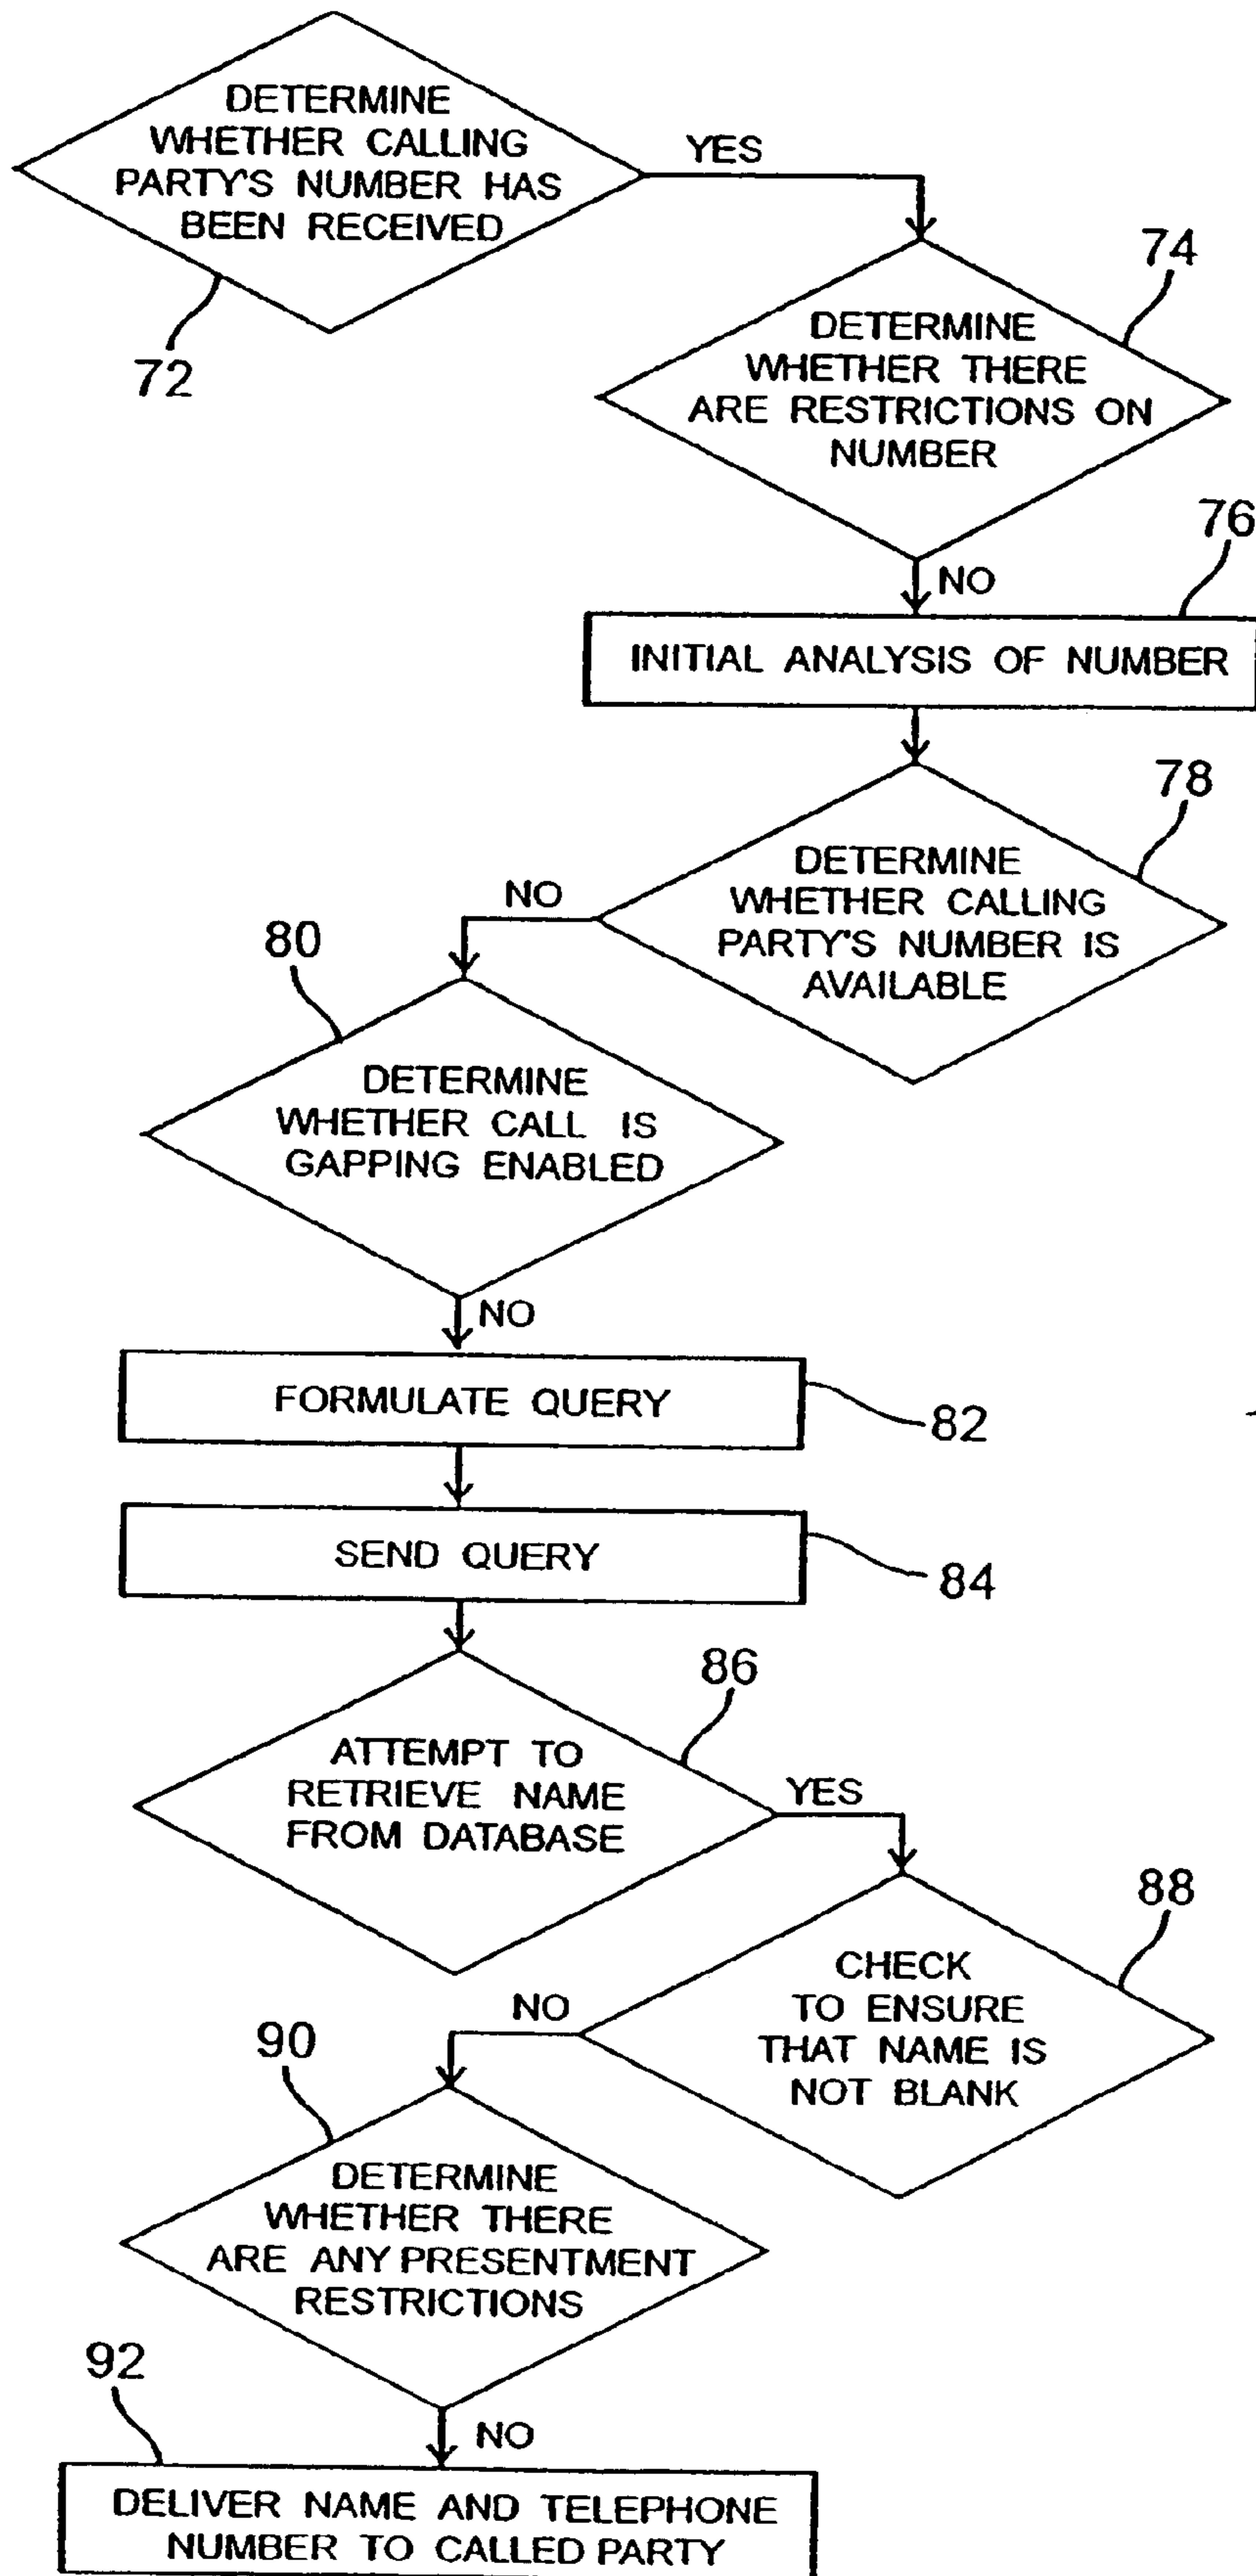 DETERMINE
WHETHER CALLING
PARTY'S NUMBER HAS
BEEN RECEIVED
YES
72
74
DETERMINE
WHETHER THERE
ARE RESTRICTIONS ON
NUMBER
NO
76
INITIAL ANALYSIS OF NUMBER
78
DETERMINE
WHETHER CALLING
PARTY'S NUMBER IS
AVAILABLE
NO
80
DETERMINE
WHETHER CALL IS
GAPPING ENABLED
NO
FORMULATE QUERY
82
SEND QUERY
84
86
ATTEMPT TO
RETRIEVE NAME
FROM DATABASE
YES
88
CHECK
TO ENSURE
THAT NAME IS
NOT BLANK
NO
90
DETERMINE
WHETHER THERE
ARE ANY PRESENTMENT
RESTRICTIONS
NO
92
DELIVER NAME AND TELEPHONE
NUMBER TO CALLED PARTY